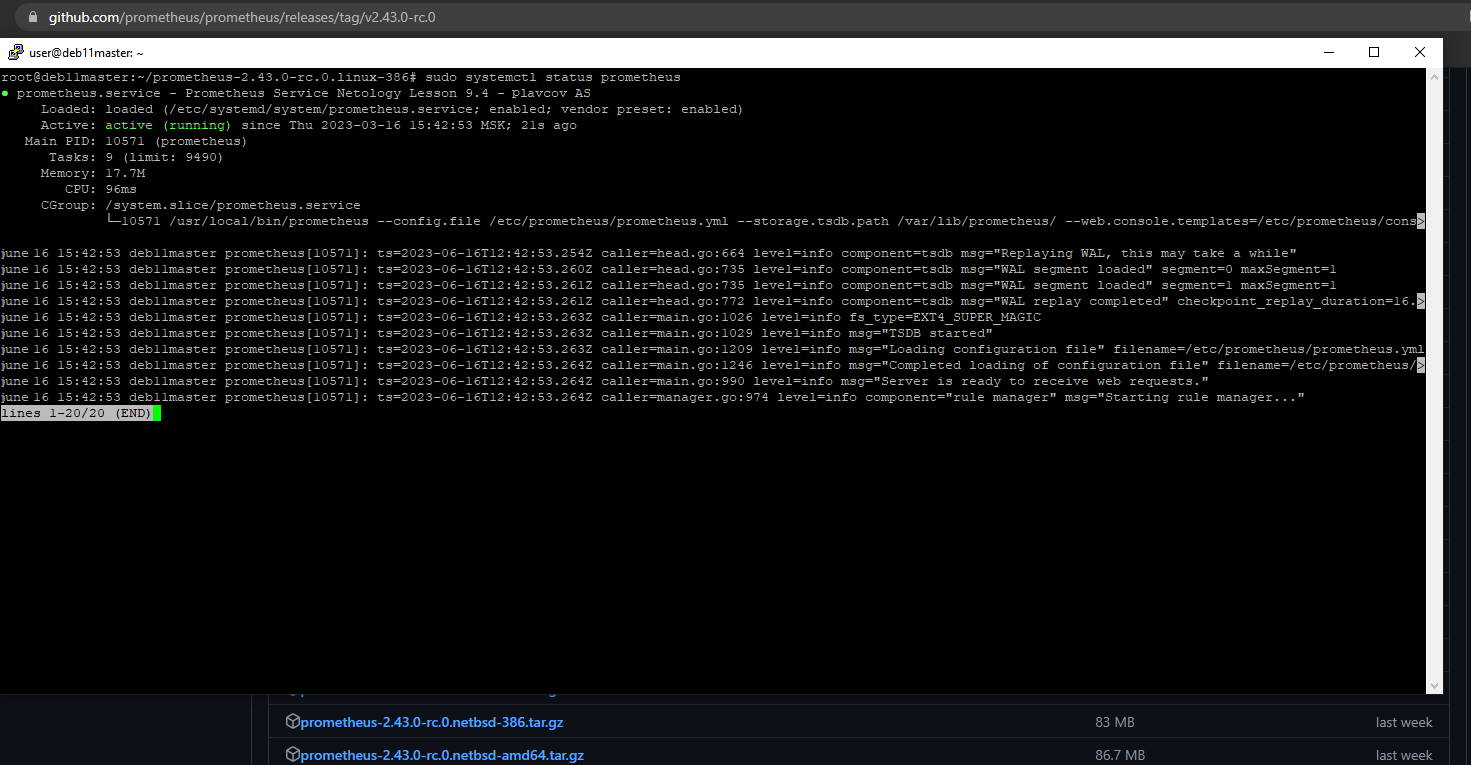 github.com/prometheus/prometheus/releases/tag/v2.43.0-rc.0
user@deb11master: ~
root@deb11master:~/prometheus-2.43.0-rc.0.linux-386# sudo systemctl status prometheus
● prometheus.service - Prometheus Service Netology Lesson 9.4 - plavcov AS
Loaded: loaded (/etc/systemd/system/prometheus.service; enabled; vendor preset: enabled)
Active: active (running) since Thu 2023-03-16 15:42:53 MSK; 21s ago
Main PID: 10571 (prometheus)
Tasks: 9 (limit: 9490)
Memory: 17.7M
CPU: 96ms
CGroup: /system.slice/prometheus.service
└─10571 /usr/local/bin/prometheus --config.file /etc/prometheus/prometheus.yml --storage.tsdb.path /var/lib/prometheus/ --web.console.templates=/etc/prometheus/cons>
june 16 15:42:53 deb11master prometheus[10571]: ts=2023-06-16T12:42:53.254Z caller=head.go:664 level=info component=tsdb msg="Replaying WAL, this may take a while"
june 16 15:42:53 deb11master prometheus[10571]: ts=2023-06-16T12:42:53.260Z caller=head.go:735 level=info component=tsdb msg="WAL segment loaded" segment=0 maxSegment=1
june 16 15:42:53 deb11master prometheus[10571]: ts=2023-06-16T12:42:53.261Z caller=head.go:735 level=info component=tsdb msg="WAL segment loaded" segment=1 maxSegment=1
june 16 15:42:53 deb11master prometheus[10571]: ts=2023-06-16T12:42:53.261Z caller=head.go:772 level=info component=tsdb msg="WAL replay completed" checkpoint_replay_duration=16.>
june 16 15:42:53 deb11master prometheus[10571]: ts=2023-06-16T12:42:53.263Z caller=main.go:1026 level=info fs_type=EXT4_SUPER_MAGIC
june 16 15:42:53 deb11master prometheus[10571]: ts=2023-06-16T12:42:53.263Z caller=main.go:1029 level=info msg="TSDB started"
june 16 15:42:53 deb11master prometheus[10571]: ts=2023-06-16T12:42:53.263Z caller=main.go:1209 level=info msg="Loading configuration file" filename=/etc/prometheus/prometheus.yml
june 16 15:42:53 deb11master prometheus[10571]: ts=2023-06-16T12:42:53.264Z caller=main.go:1246 level=info msg="Completed loading of configuration file" filename=/etc/prometheus/>
june 16 15:42:53 deb11master prometheus[10571]: ts=2023-06-16T12:42:53.264Z caller=main.go:990 level=info msg="Server is ready to receive web requests."
june 16 15:42:53 deb11master prometheus[10571]: ts=2023-06-16T12:42:53.264Z caller=manager.go:974 level=info component="rule manager" msg="Starting rule manager..."
lines 1-20/20 (END)
prometheus-2.43.0-rc.0.netbsd-386.tar.gz 83 MB last week
prometheus-2.43.0-rc.0.netbsd-amd64.tar.gz 86.7 MB last week